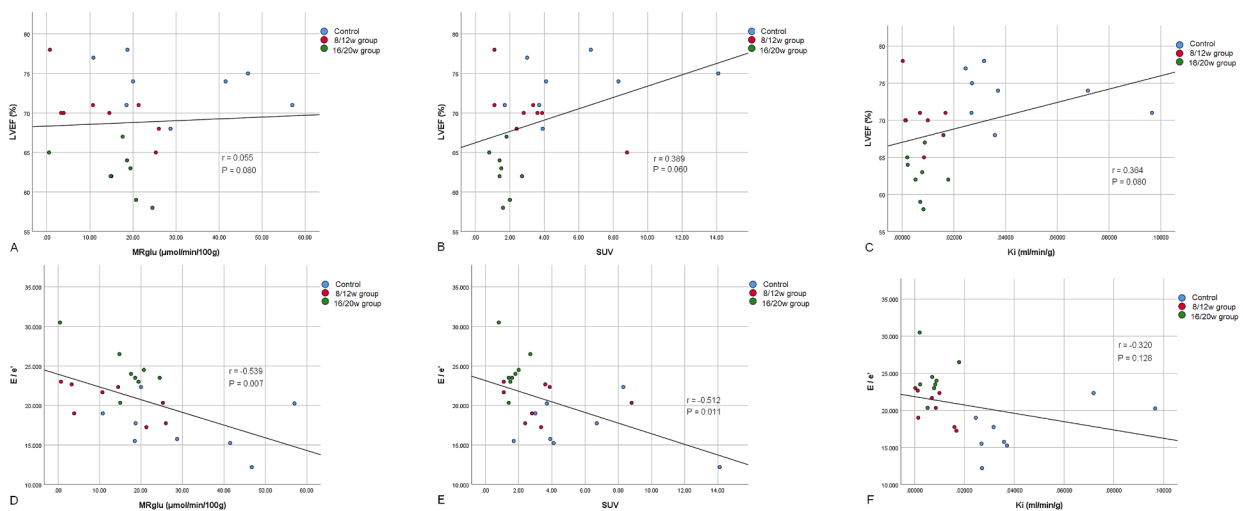 Control
8/12w group
16/20w group
80
75
70
65
60
55
LVEF (%)
r = 0.055
P = 0.080
.00 10.00 20.00 30.00 40.00 50.00 60.00
A
MRglu (μmol/min/100g)
Control
8/12w group
16/20w group
80
75
70
65
60
55
LVEF (%)
r = 0.389
P = 0.060
.00 2.00 4.00 6.00 8.00 10.00 12.00 14.00
B
SUV
Control
8/12w group
16/20w group
80
75
70
65
60
55
LVEF (%)
r = 0.364
P = 0.080
.00000 .02000 .04000 .06000 .08000 .10000
C
Ki (ml/min/g)
Control
8/12w group
16/20w group
35.000
30.000
25.000
20.000
15.000
10.000
E / e'
r = -0.539
P = 0.007
.00 10.00 20.00 30.00 40.00 50.00 60.00
D
MRglu (μmol/min/100g)
Control
8/12w group
16/20w group
35.000
30.000
25.000
20.000
15.000
10.000
E / e'
r = -0.512
P = 0.011
.00 2.00 4.00 6.00 8.00 10.00 12.00 14.00
E
SUV
Control
8/12w group
16/20w group
35.000
30.000
25.000
20.000
15.000
10.000
E / e'
r = -0.320
P = 0.128
.00000 .02000 .04000 .06000 .08000 .10000
F
Ki (ml/min/g)